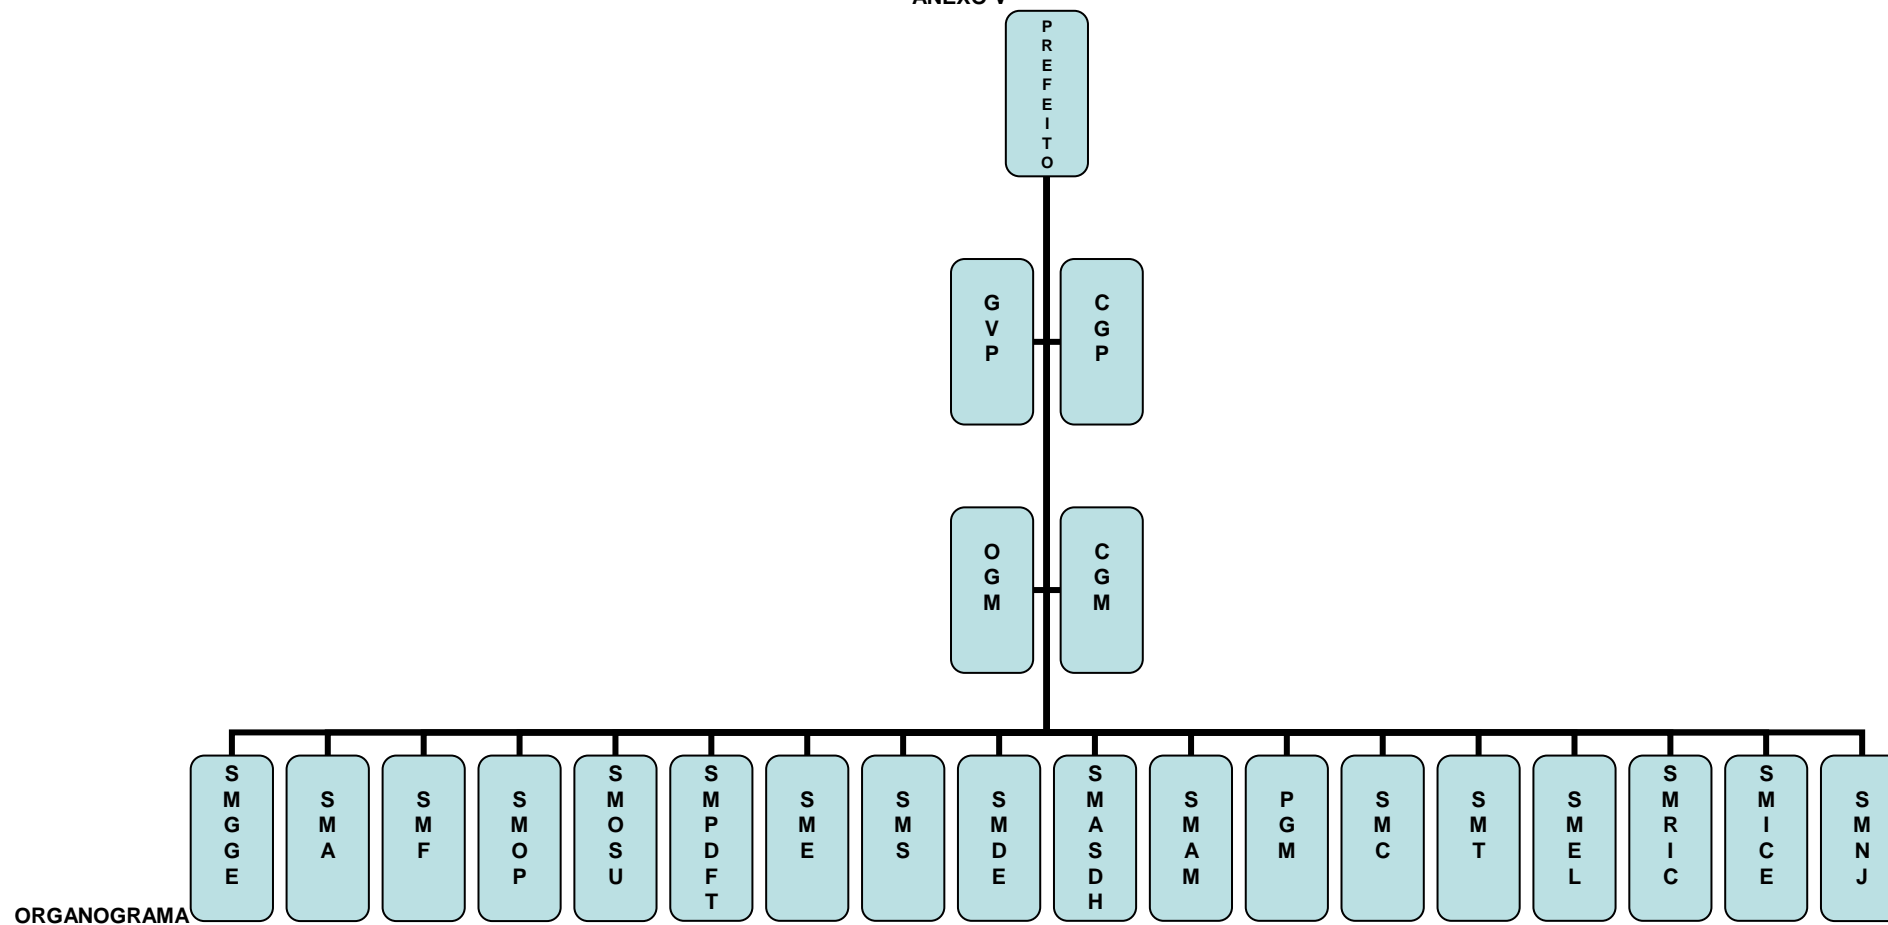 ANEXO V
PREFEITO
GVP
CGP
OGM
CGM
SMGGE
SMA
SMF
SMOP
SMOSU
SMPDFT
SME
SMS
SMDE
SMASDH
SMAM
PGM
SMC
SMT
SMEL
SMRIC
SMICE
SMNJ
ORGANOGRAMA